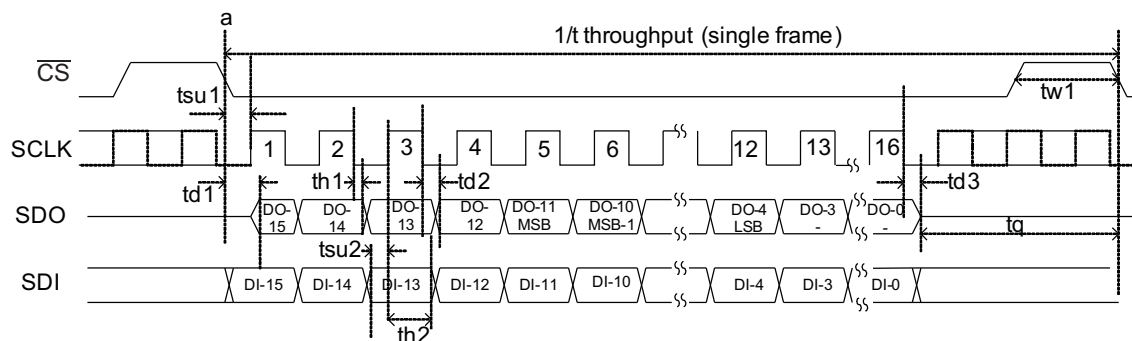 a
1/t throughput (single frame)
CS
tsu1
tw1
SCLK
1 2 3 4 5 6 12 13 16
td1
th1
td2
td3
SDO
DO-15 DO-14 DO-13 DO-12 DO-11 MSB DO-10 MSB-1 DO-4 LSB DO-3 - DO-0 -
tsu2
tq
SDI
DI-15 DI-14 DI-13 DI-12 DI-11 DI-10 DI-4 DI-3 DI-0
th2